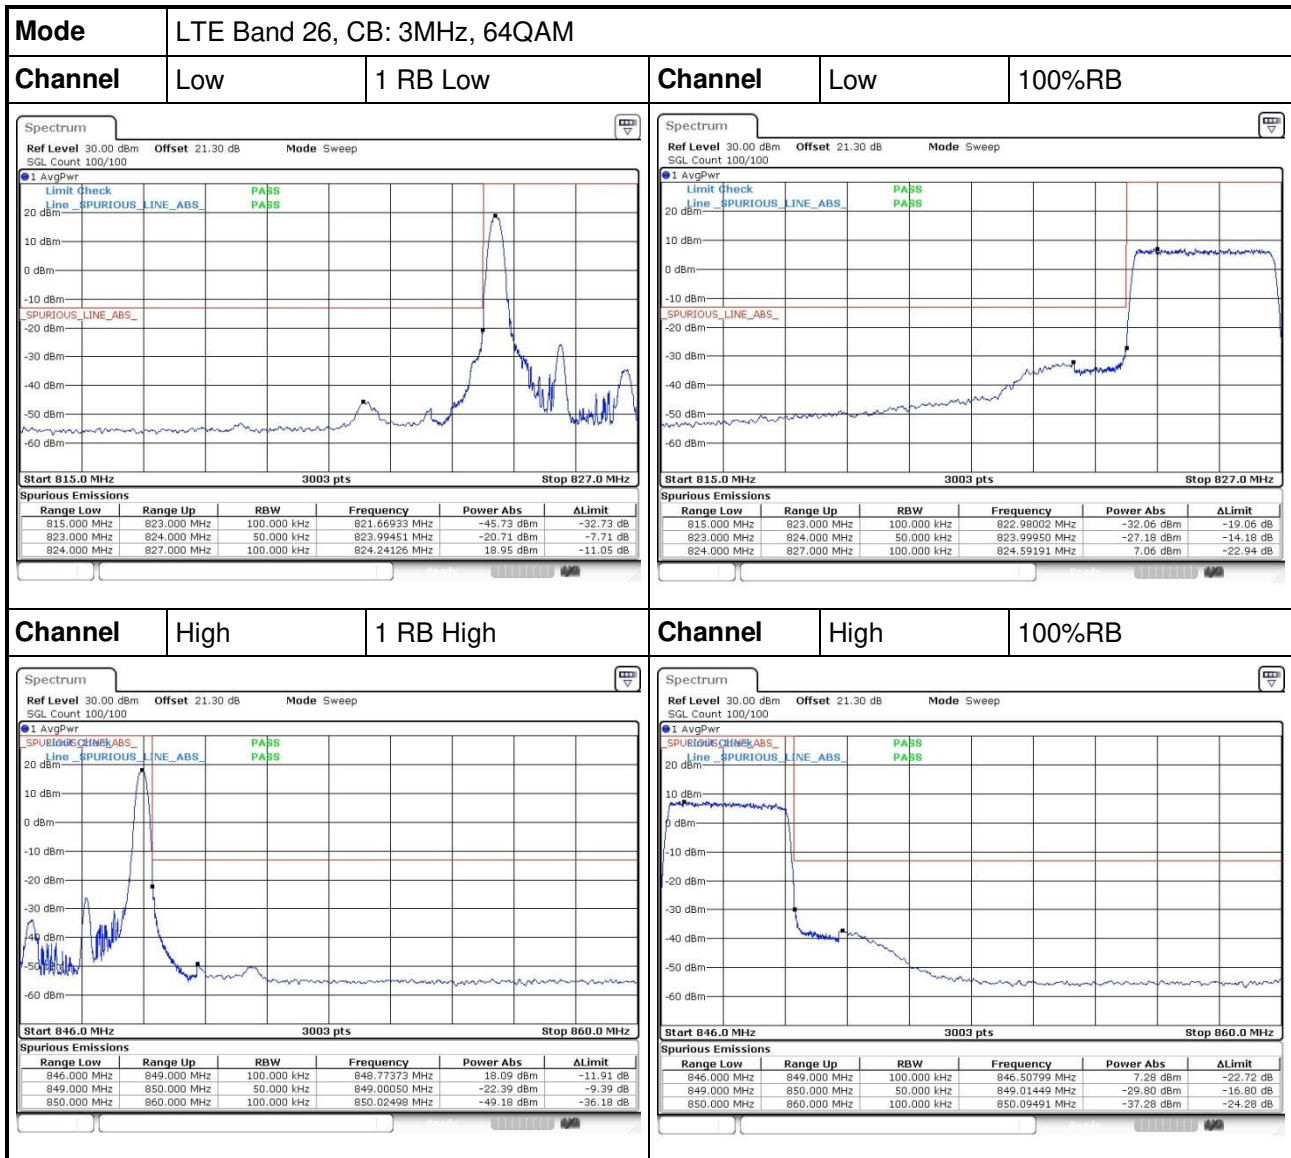 Mode LTE Band 26, CB: 3MHz, 64QAM
Channel Low 1 RB Low Channel Low 100%RB
Spectrum
Ref Level 30.00 dBm Offset 21.30 dB Mode Sweep
SGL Count 100/100
1 AvgPwr
Limit Check PASS
Line _SPURIOUS_LINE_ABS_ PASS
20 dBm
10 dBm
0 dBm
-10 dBm
_SPURIOUS_LINE_ABS_
-20 dBm
-30 dBm
-40 dBm
-50 dBm
-60 dBm
Start 815.0 MHz 3003 pts Stop 827.0 MHz
Spurious Emissions
Range Low Range Up RBW Frequency Power Abs ΔLimit
815.000 MHz 823.000 MHz 100.000 kHz 821.66933 MHz -45.73 dBm -32.73 dB
823.000 MHz 824.000 MHz 50.000 kHz 823.99451 MHz -20.71 dBm -7.71 dB
824.000 MHz 827.000 MHz 100.000 kHz 824.24126 MHz 18.95 dBm -11.05 dB
Spectrum
Ref Level 30.00 dBm Offset 21.30 dB Mode Sweep
SGL Count 100/100
1 AvgPwr
Limit Check PASS
Line _SPURIOUS_LINE_ABS_ PASS
20 dBm
10 dBm
0 dBm
-10 dBm
_SPURIOUS_LINE_ABS_
-20 dBm
-30 dBm
-40 dBm
-50 dBm
-60 dBm
Start 815.0 MHz 3003 pts Stop 827.0 MHz
Spurious Emissions
Range Low Range Up RBW Frequency Power Abs ΔLimit
815.000 MHz 823.000 MHz 100.000 kHz 822.98002 MHz -32.06 dBm -19.06 dB
823.000 MHz 824.000 MHz 50.000 kHz 823.99950 MHz -27.18 dBm -14.18 dB
824.000 MHz 827.000 MHz 100.000 kHz 824.59191 MHz 7.06 dBm -22.94 dB
Channel High 1 RB High Channel High 100%RB
Spectrum
Ref Level 30.00 dBm Offset 21.30 dB Mode Sweep
SGL Count 100/100
1 AvgPwr
Limit Check PASS
Line _SPURIOUS_LINE_ABS_ PASS
20 dBm
10 dBm
0 dBm
-10 dBm
-20 dBm
-30 dBm
-40 dBm
-50 dBm
-60 dBm
Start 846.0 MHz 3003 pts Stop 860.0 MHz
Spurious Emissions
Range Low Range Up RBW Frequency Power Abs ΔLimit
846.000 MHz 849.000 MHz 100.000 kHz 848.77373 MHz 18.09 dBm -11.91 dB
849.000 MHz 850.000 MHz 50.000 kHz 849.00050 MHz -22.39 dBm -9.39 dB
850.000 MHz 860.000 MHz 100.000 kHz 850.02498 MHz -49.18 dBm -36.18 dB
Spectrum
Ref Level 30.00 dBm Offset 21.30 dB Mode Sweep
SGL Count 100/100
1 AvgPwr
Limit Check PASS
Line _SPURIOUS_LINE_ABS_ PASS
20 dBm
10 dBm
0 dBm
-10 dBm
-20 dBm
-30 dBm
-40 dBm
-50 dBm
-60 dBm
Start 846.0 MHz 3003 pts Stop 860.0 MHz
Spurious Emissions
Range Low Range Up RBW Frequency Power Abs ΔLimit
846.000 MHz 849.000 MHz 100.000 kHz 846.50799 MHz 7.28 dBm -22.72 dB
849.000 MHz 850.000 MHz 50.000 kHz 849.01449 MHz -29.80 dBm -16.80 dB
850.000 MHz 860.000 MHz 100.000 kHz 850.09491 MHz -37.28 dBm -24.28 dB